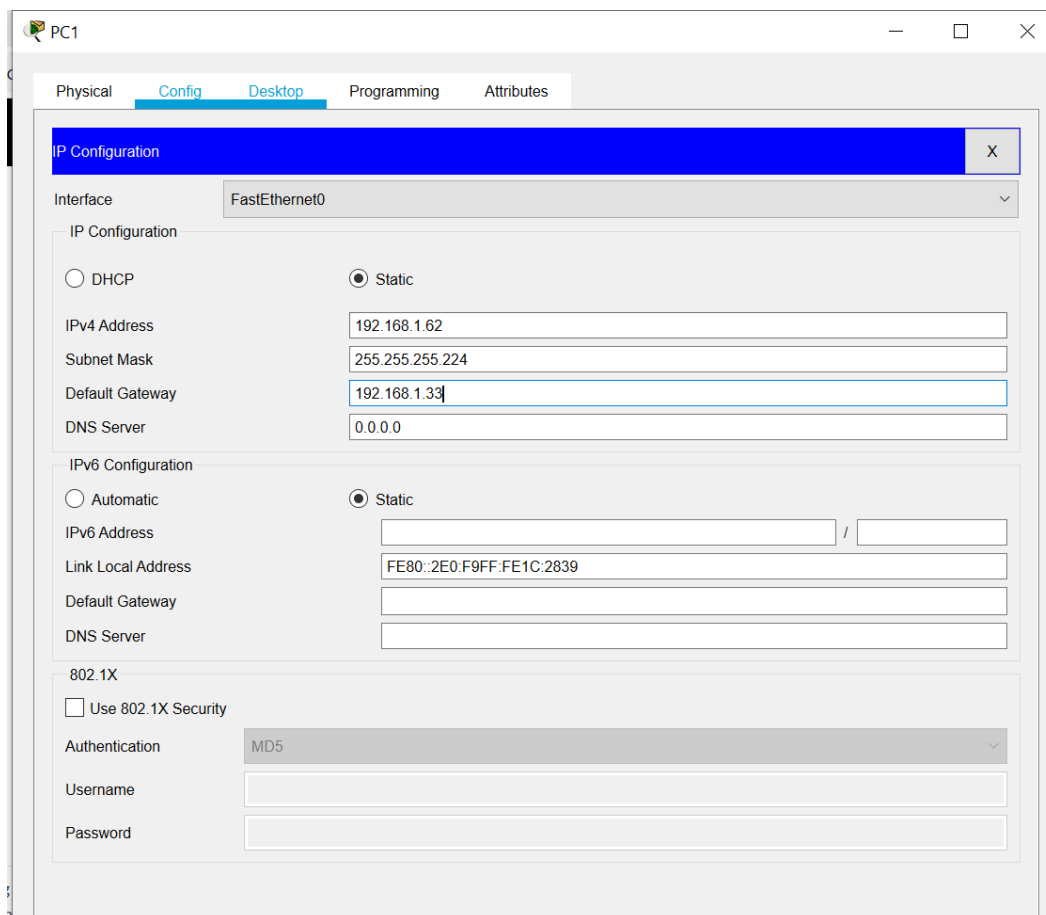 PC1
Physical Config Desktop Programming Attributes
IP Configuration X
Interface FastEthernet0
IP Configuration
DHCP Static
IPv4 Address 192.168.1.62
Subnet Mask 255.255.255.224
Default Gateway 192.168.1.33
DNS Server 0.0.0.0
IPv6 Configuration
Automatic Static
IPv6 Address /
Link Local Address FE80::2E0:F9FF:FE1C:2839
Default Gateway
DNS Server
802.1X
Use 802.1X Security
Authentication MD5
Username
Password